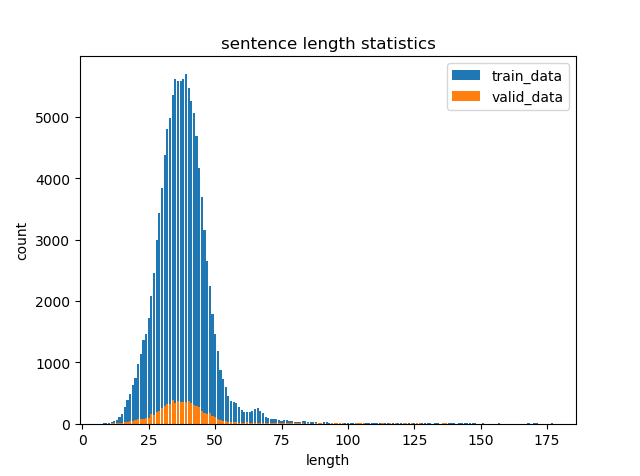 sentence length statistics
train_data
valid_data
count
5000
4000
3000
2000
1000
0
0 25 50 75 100 125 150 175
length